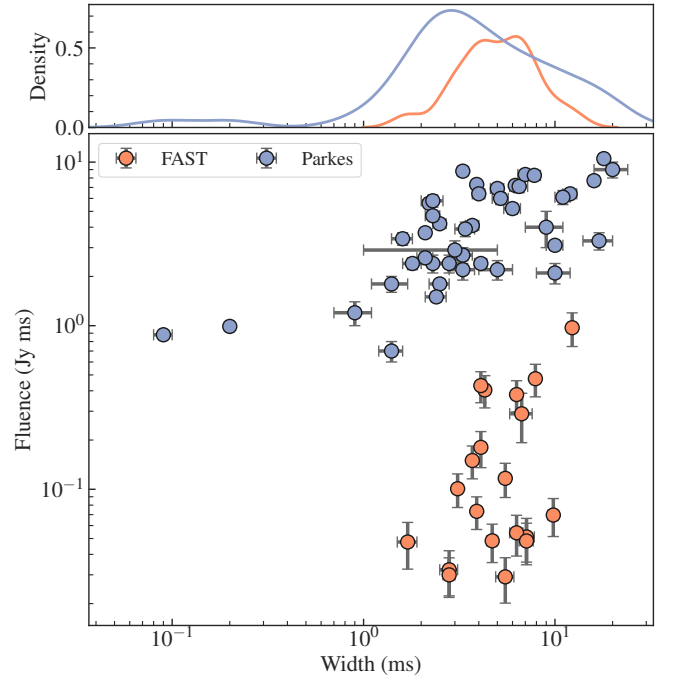 Density
0.5
0.0
FAST
Parkes
Fluence (Jy ms)
10¹
10⁰
10⁻¹
10⁻¹
10⁰
10¹
Width (ms)